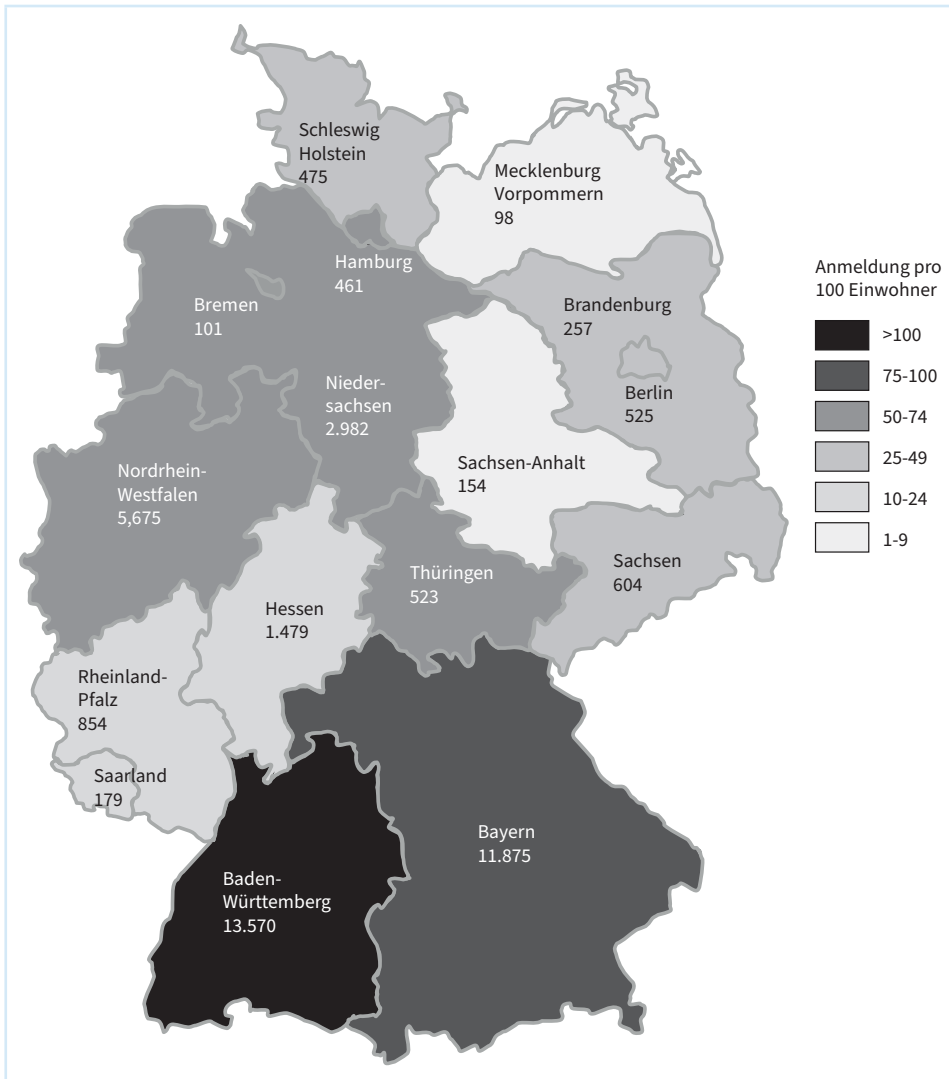 Schleswig
Holstein
475
Mecklenburg
Vorpommern
98
Hamburg
461
Bremen
101
Brandenburg
257
Berlin
525
Nieder-
sachsen
2.982
Nordrhein-
Westfalen
5,675
Sachsen-Anhalt
154
Sachsen
604
Thüringen
523
Hessen
1.479
Rheinland-
Pfalz
854
Saarland
179
Bayern
11.875
Baden-
Württemberg
13.570
Anmeldung pro
100 Einwohner
>100
75-100
50-74
25-49
10-24
1-9